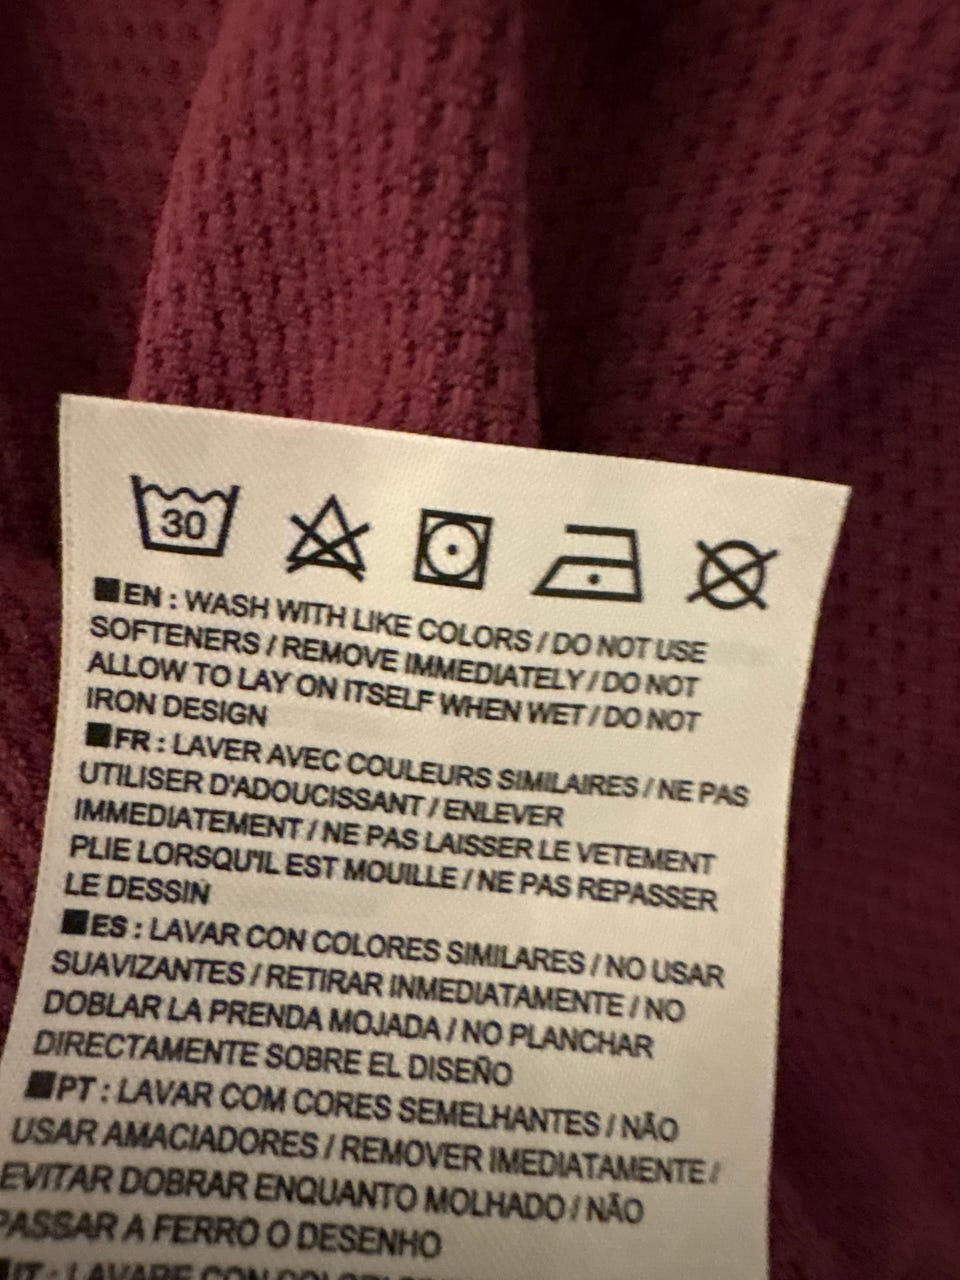 30
EN : WASH WITH LIKE COLORS / DO NOT USE
SOFTENERS / REMOVE IMMEDIATELY / DO NOT
ALLOW TO LAY ON ITSELF WHEN WET / DO NOT
IRON DESIGN
FR : LAVER AVEC COULEURS SIMILAIRES / NE PAS
UTILISER D'ADOUCISSANT / ENLEVER
IMMEDIATEMENT / NE PAS LAISSER LE VETEMENT
PLIE LORSQU'IL EST MOUILLE / NE PAS REPASSER
LE DESSIN
ES : LAVAR CON COLORES SIMILARES / NO USAR
SUAVIZANTES / RETIRAR INMEDIATAMENTE / NO
DOBLAR LA PRENDA MOJADA / NO PLANCHAR
DIRECTAMENTE SOBRE EL DISEÑO
PT : LAVAR COM CORES SEMELHANTES / NÃO
USAR AMACIADORES / REMOVER IMEDIATAMENTE /
EVITAR DOBRAR ENQUANTO MOLHADO / NÃO
PASSAR A FERRO O DESENHO
IT : LAVARE CON